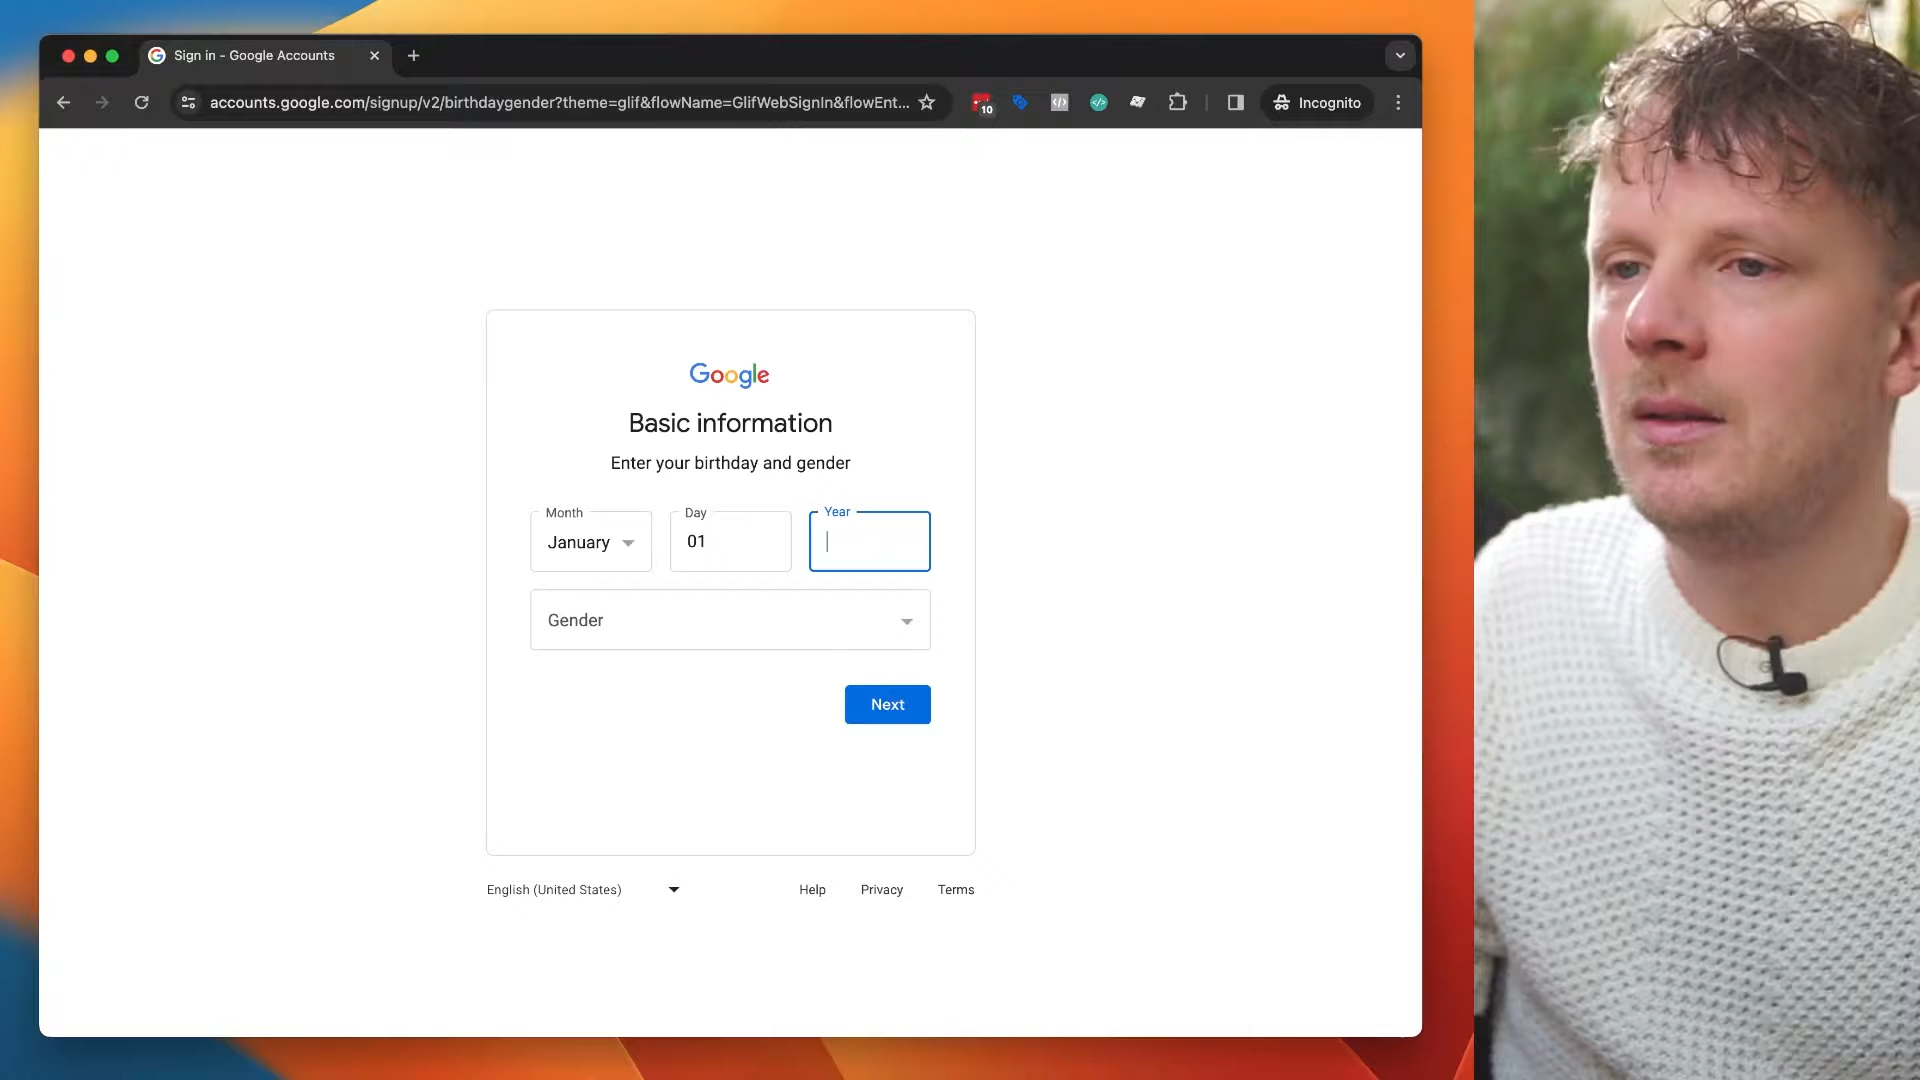 Sign in - Google Accounts
accounts.google.com/signup/v2/birthdaygender?theme=glif&flowName=GlifWebSignIn&flowEnt...
10
Incognito
Google
Basic information
Enter your birthday and gender
Month
Day
Year
January
01
Gender
Next
English (United States)
Help
Privacy
Terms